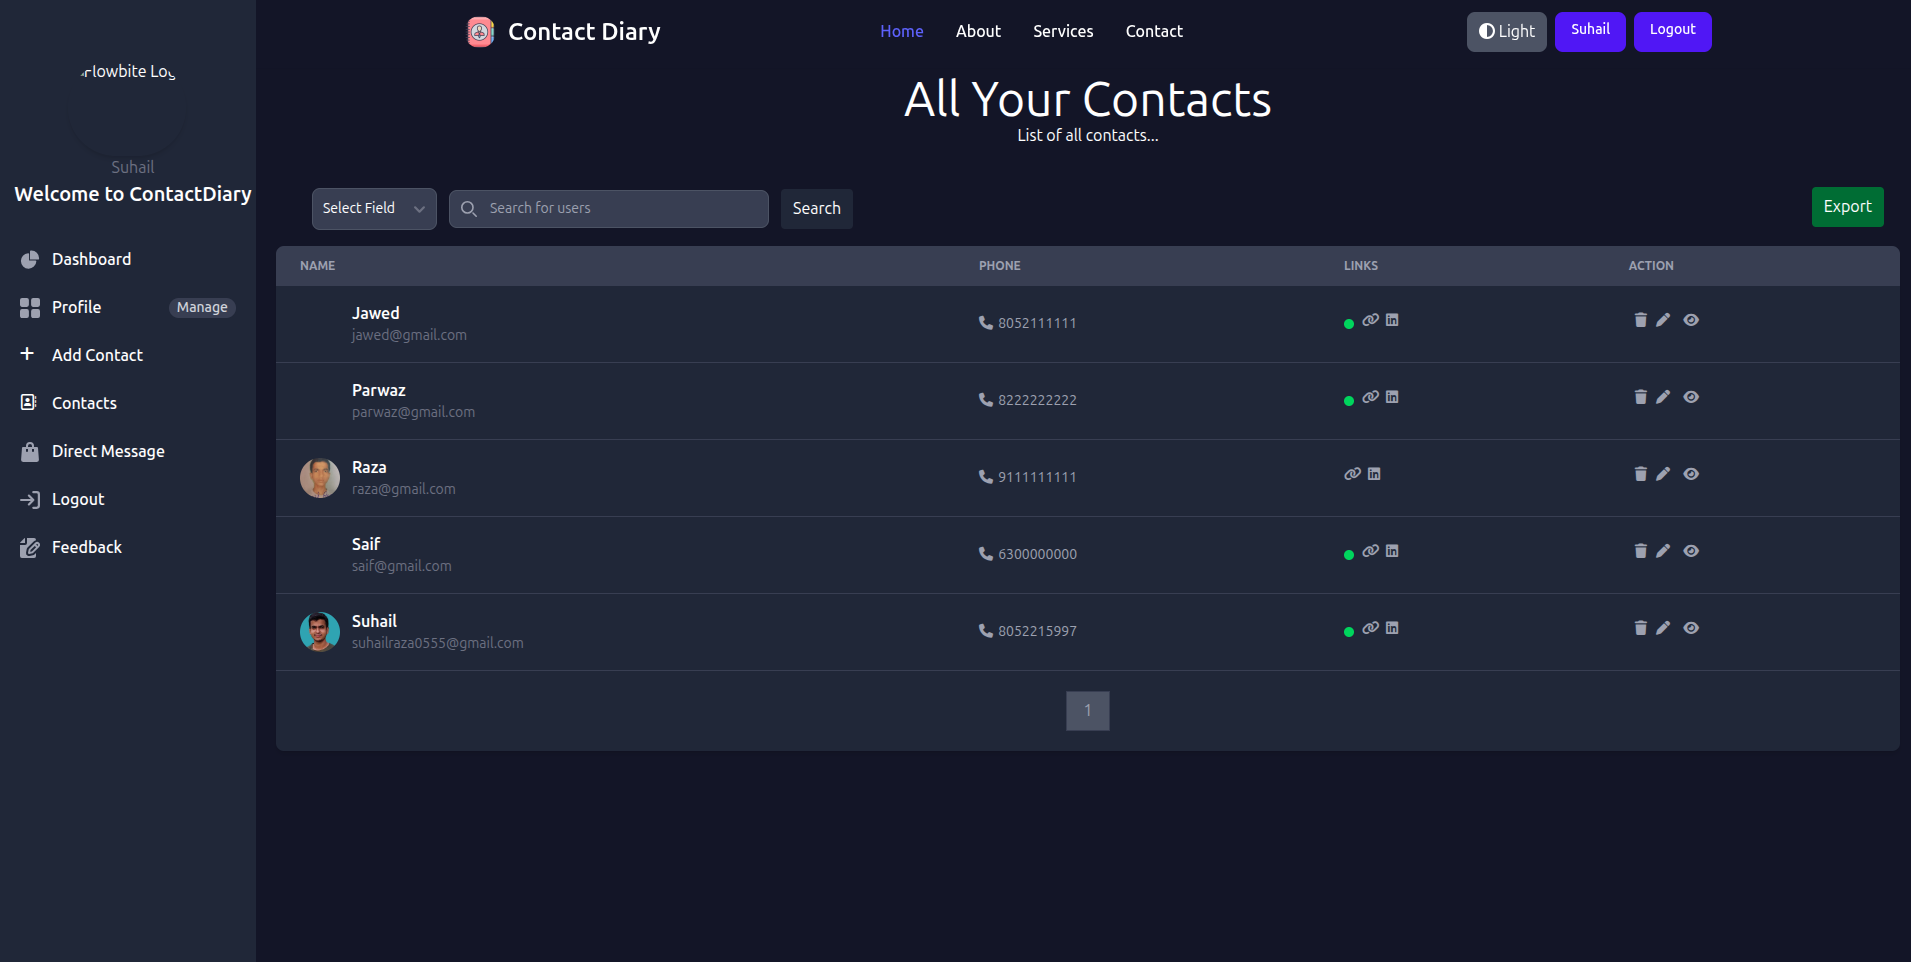 Flowbite Log
Suhail
Welcome to ContactDiary
Dashboard
Profile
Manage
Add Contact
Contacts
Direct Message
Logout
Feedback
Contact Diary
Home
About
Services
Contact
Light
Suhail
Logout
All Your Contacts
List of all contacts...
Select Field
Search for users
Search
Export
NAME PHONE LINKS ACTION
Jawed
jawed@gmail.com
8052111111
Parwaz
parwaz@gmail.com
8222222222
Raza
raza@gmail.com
9111111111
Saif
saif@gmail.com
6300000000
Suhail
suhailraza0555@gmail.com
8052215997
1